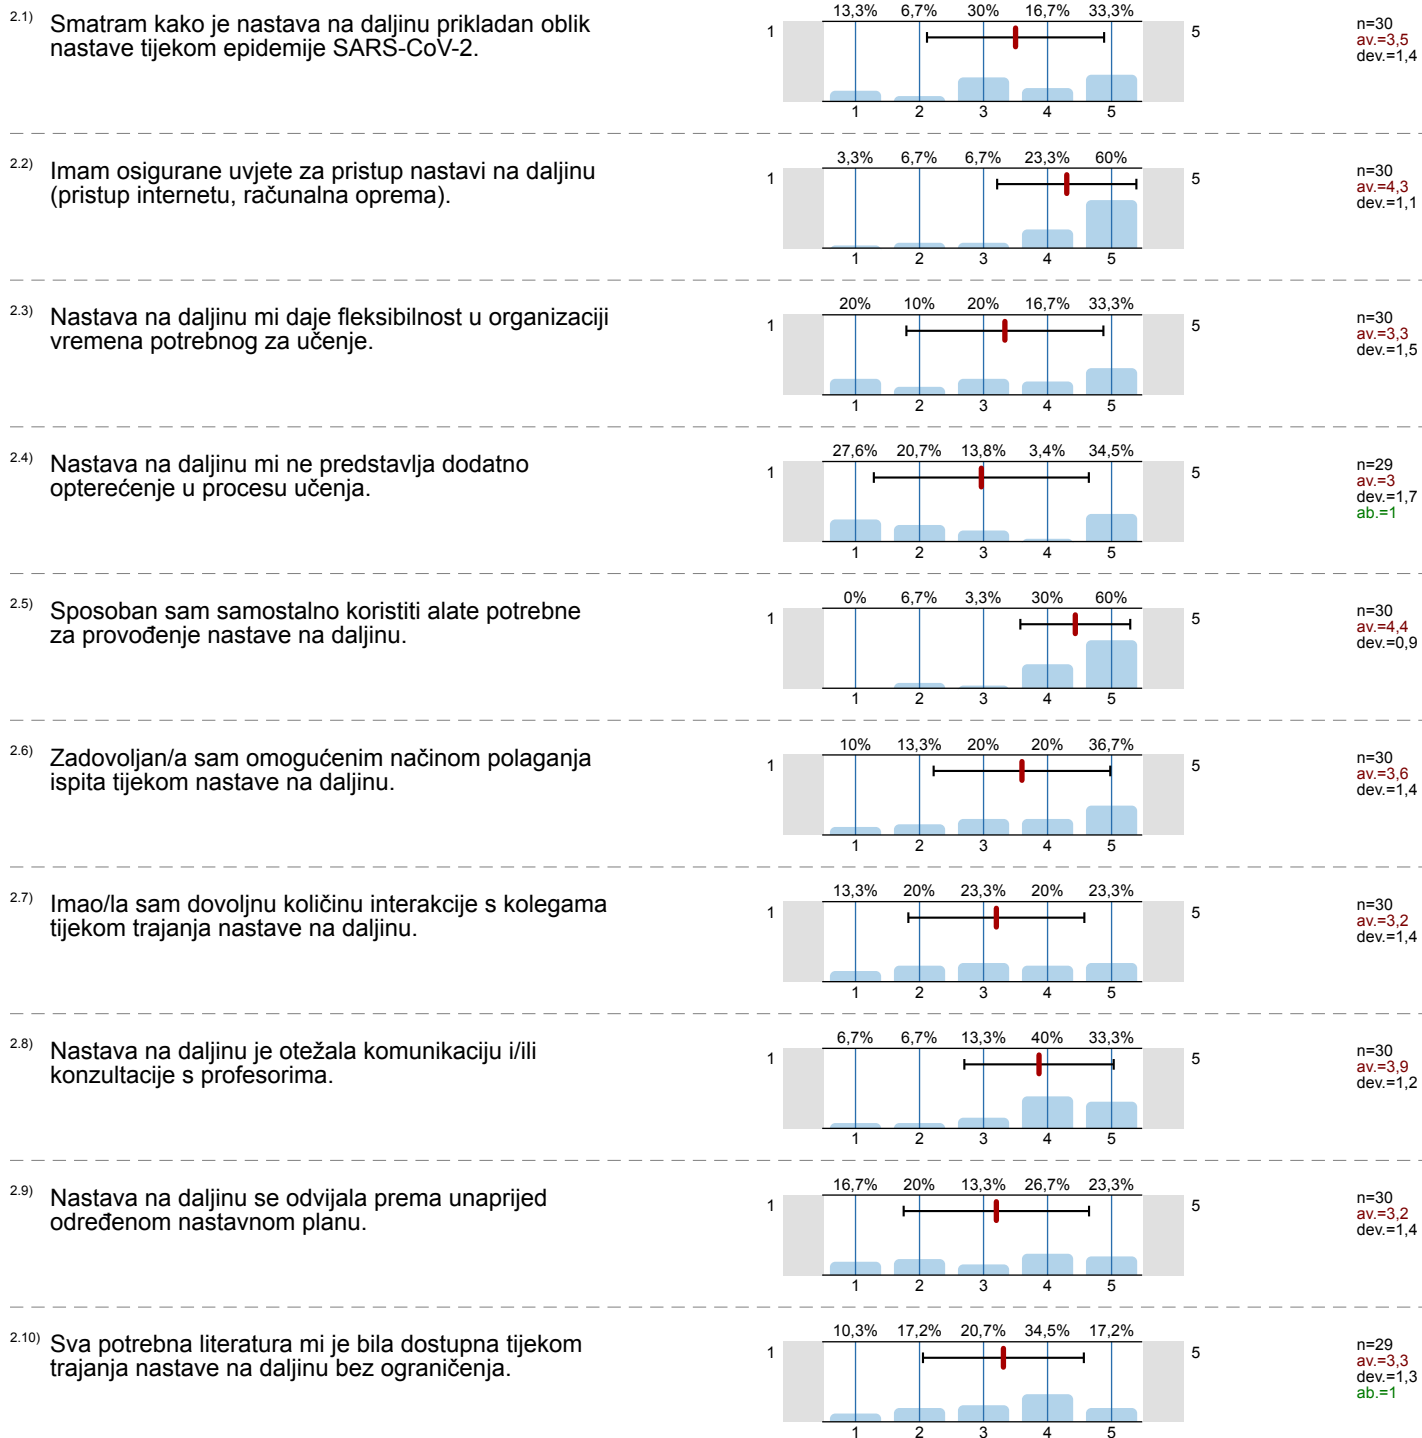 2.1) Smatram kako je nastava na daljinu prikladan oblik
nastave tijekom epidemije SARS-CoV-2.
13,3% 6,7% 30% 16,7% 33,3%
1 5
1 2 3 4 5
n=30
av.=3,5
dev.=1,4
2.2) Imam osigurane uvjete za pristup nastavi na daljinu
(pristup internetu, računalna oprema).
3,3% 6,7% 6,7% 23,3% 60%
1 5
1 2 3 4 5
n=30
av.=4,3
dev.=1,1
2.3) Nastava na daljinu mi daje fleksibilnost u organizaciji
vremena potrebnog za učenje.
20% 10% 20% 16,7% 33,3%
1 5
1 2 3 4 5
n=30
av.=3,3
dev.=1,5
2.4) Nastava na daljinu mi ne predstavlja dodatno
opterećenje u procesu učenja.
27,6% 20,7% 13,8% 3,4% 34,5%
1 5
1 2 3 4 5
n=29
av.=3
dev.=1,7
ab.=1
2.5) Sposoban sam samostalno koristiti alate potrebne
za provođenje nastave na daljinu.
0% 6,7% 3,3% 30% 60%
1 5
1 2 3 4 5
n=30
av.=4,4
dev.=0,9
2.6) Zadovoljan/a sam omogućenim načinom polaganja
ispita tijekom nastave na daljinu.
10% 13,3% 20% 20% 36,7%
1 5
1 2 3 4 5
n=30
av.=3,6
dev.=1,4
2.7) Imao/la sam dovoljnu količinu interakcije s kolegama
tijekom trajanja nastave na daljinu.
13,3% 20% 23,3% 20% 23,3%
1 5
1 2 3 4 5
n=30
av.=3,2
dev.=1,4
2.8) Nastava na daljinu je otežala komunikaciju i/ili
konzultacije s profesorima.
6,7% 6,7% 13,3% 40% 33,3%
1 5
1 2 3 4 5
n=30
av.=3,9
dev.=1,2
2.9) Nastava na daljinu se odvijala prema unaprijed
određenom nastavnom planu.
16,7% 20% 13,3% 26,7% 23,3%
1 5
1 2 3 4 5
n=30
av.=3,2
dev.=1,4
2.10) Sva potrebna literatura mi je bila dostupna tijekom
trajanja nastave na daljinu bez ograničenja.
10,3% 17,2% 20,7% 34,5% 17,2%
1 5
1 2 3 4 5
n=29
av.=3,3
dev.=1,3
ab.=1